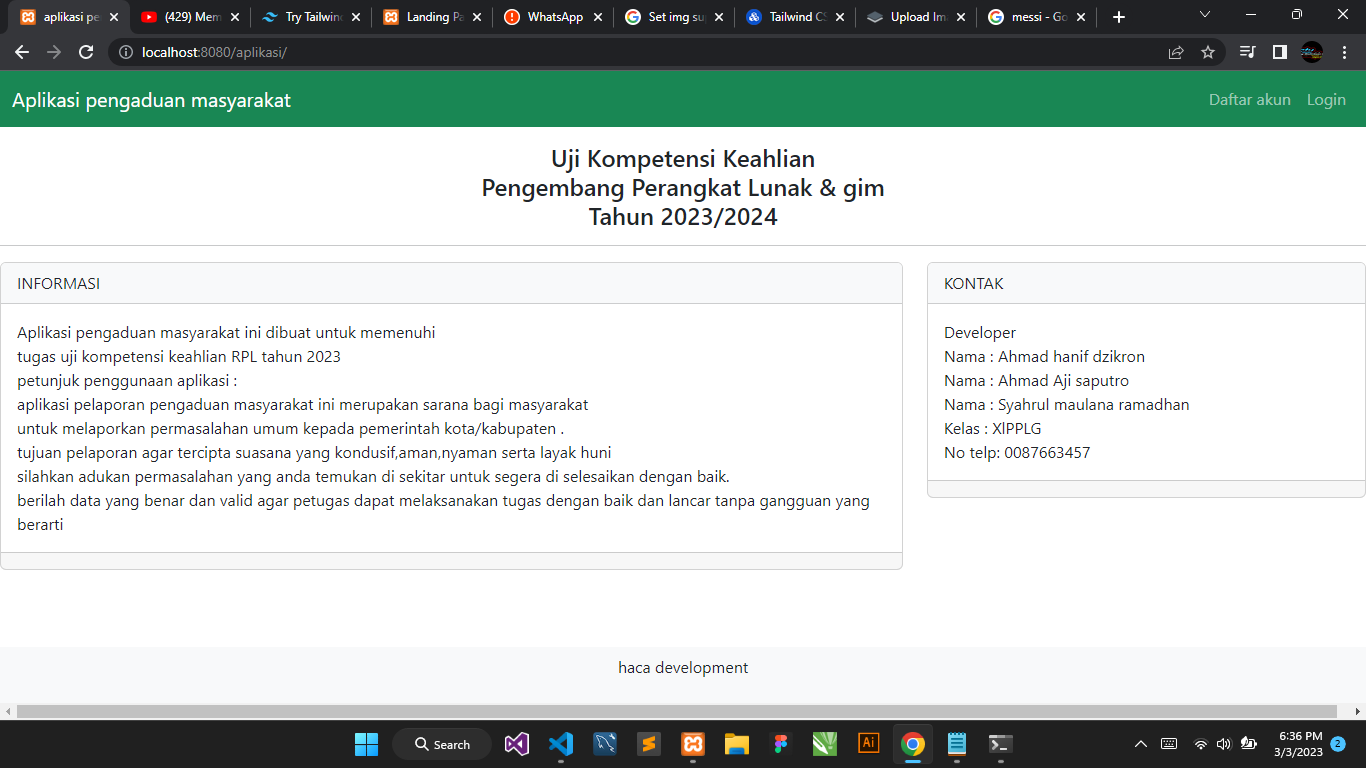 aplikasi pe
(429) Mem
Try Tailwin
Landing Pa
WhatsApp
Set img su
Tailwind CS
Upload Im
messi - Go
localhost:8080/aplikasi/
Aplikasi pengaduan masyarakat
Daftar akun
Login
Uji Kompetensi Keahlian
Pengembang Perangkat Lunak & gim
Tahun 2023/2024
INFORMASI
Aplikasi pengaduan masyarakat ini dibuat untuk memenuhi
tugas uji kompetensi keahlian RPL tahun 2023
petunjuk penggunaan aplikasi :
aplikasi pelaporan pengaduan masyarakat ini merupakan sarana bagi masyarakat
untuk melaporkan permasalahan umum kepada pemerintah kota/kabupaten .
tujuan pelaporan agar tercipta suasana yang kondusif,aman,nyaman serta layak huni
silahkan adukan permasalahan yang anda temukan di sekitar untuk segera di selesaikan dengan baik.
berilah data yang benar dan valid agar petugas dapat melaksanakan tugas dengan baik dan lancar tanpa gangguan yang
berarti
KONTAK
Developer
Nama : Ahmad hanif dzikron
Nama : Ahmad Aji saputro
Nama : Syahrul maulana ramadhan
Kelas : XlPPLG
No telp: 0087663457
haca development
Search
Ai
6:36 PM
3/3/2023
2